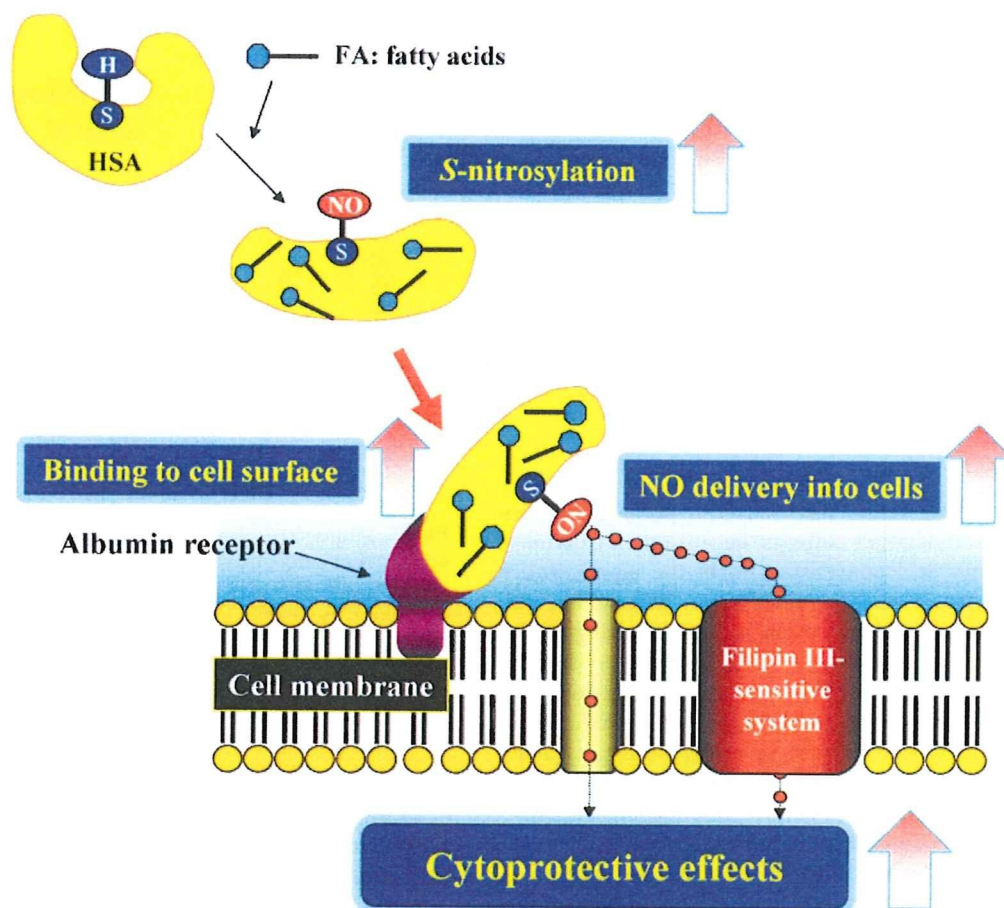 H
S
HSA
FA: fatty acids
S-nitrosylation
NO
S
Binding to cell surface
NO delivery into cells
S
NO
Albumin receptor
Cell membrane
Filipin III-
sensitive
system
Cytoprotective effects